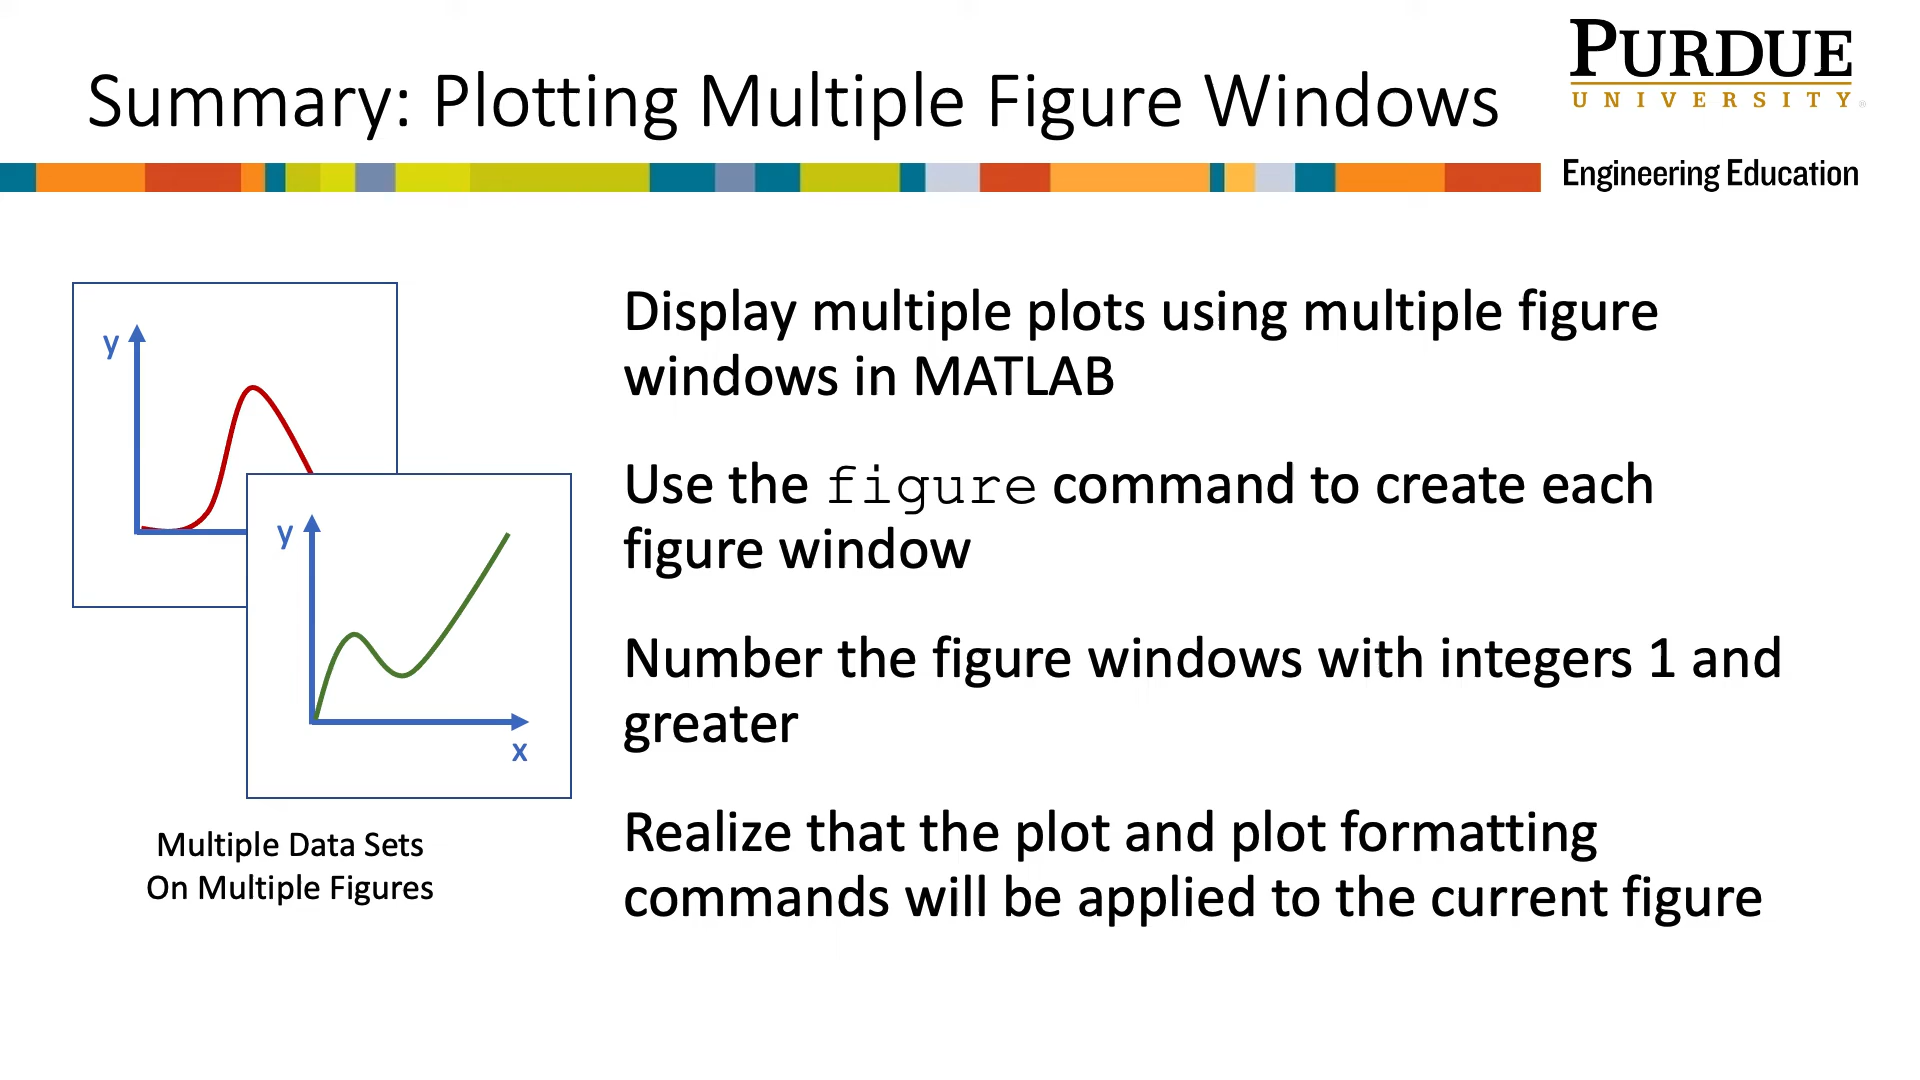 Summary: Plotting Multiple Figure Windows
PURDUE
UNIVERSITY®
Engineering Education
y
y
x
Multiple Data Sets
On Multiple Figures
Display multiple plots using multiple figure
windows in MATLAB
Use the figure command to create each
figure window
Number the figure windows with integers 1 and
greater
Realize that the plot and plot formatting
commands will be applied to the current figure